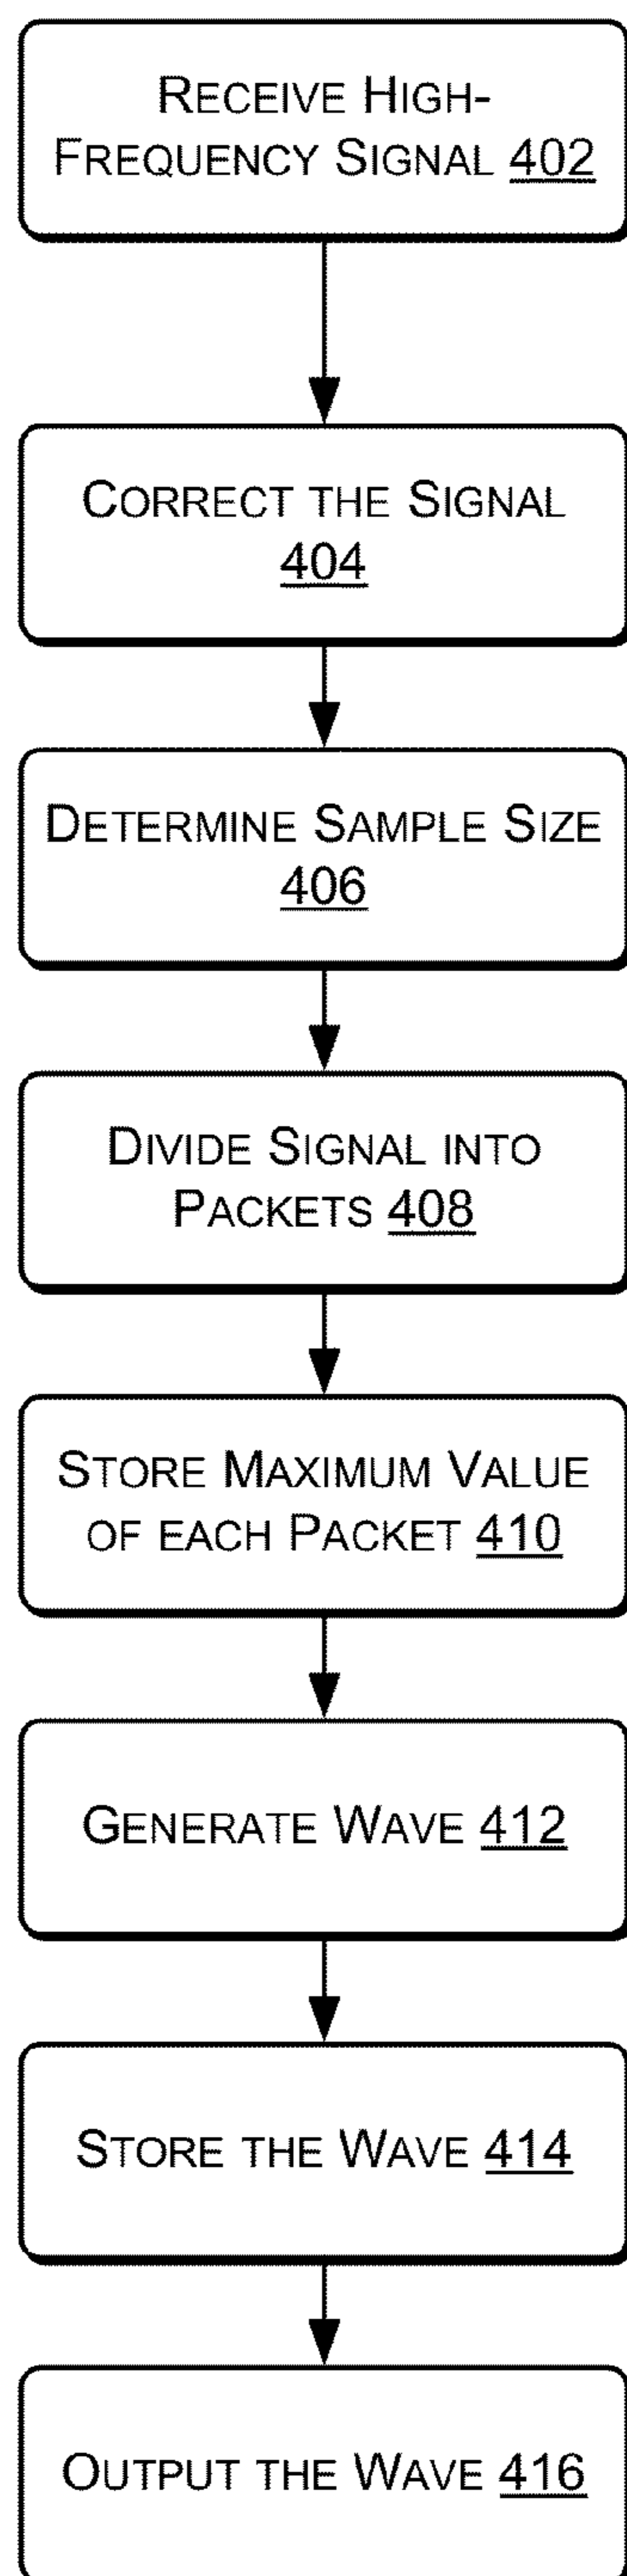 RECEIVE HIGH-
FREQUENCY SIGNAL 402
CORRECT THE SIGNAL
404
DETERMINE SAMPLE SIZE
406
DIVIDE SIGNAL INTO
PACKETS 408
STORE MAXIMUM VALUE
OF EACH PACKET 410
GENERATE WAVE 412
STORE THE WAVE 414
OUTPUT THE WAVE 416